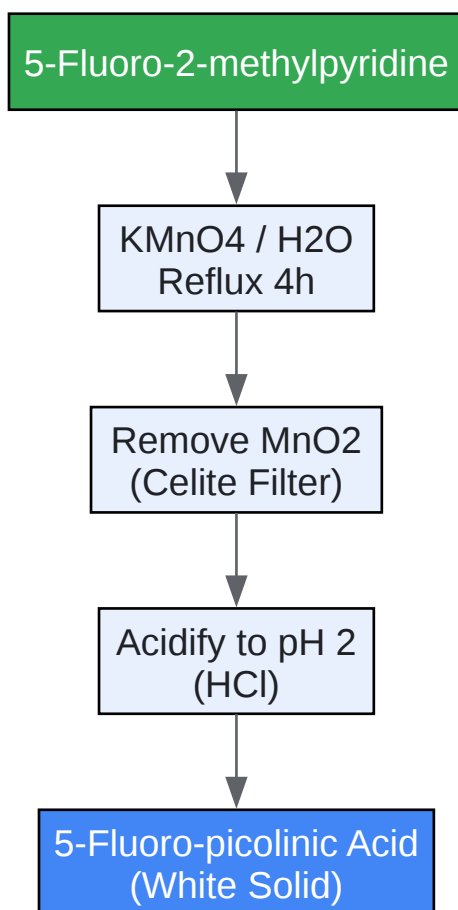 5-Fluoro-2-methylpyridine
KMnO4 / H2O
Reflux 4h
Remove MnO2
(Celite Filter)
Acidify to pH 2
(HCl)
5-Fluoro-picolinic Acid
(White Solid)